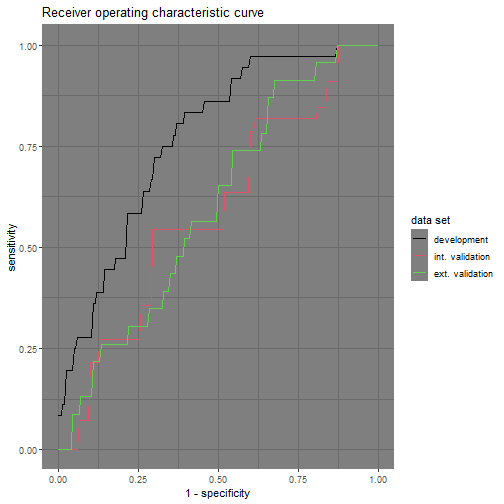 Receiver operating characteristic curve
1.00
0.75
0.50
0.25
0.00
sensitivity
0.00 0.25 0.50 0.75 1.00
1 - specificity
data set
development
int. validation
ext. validation